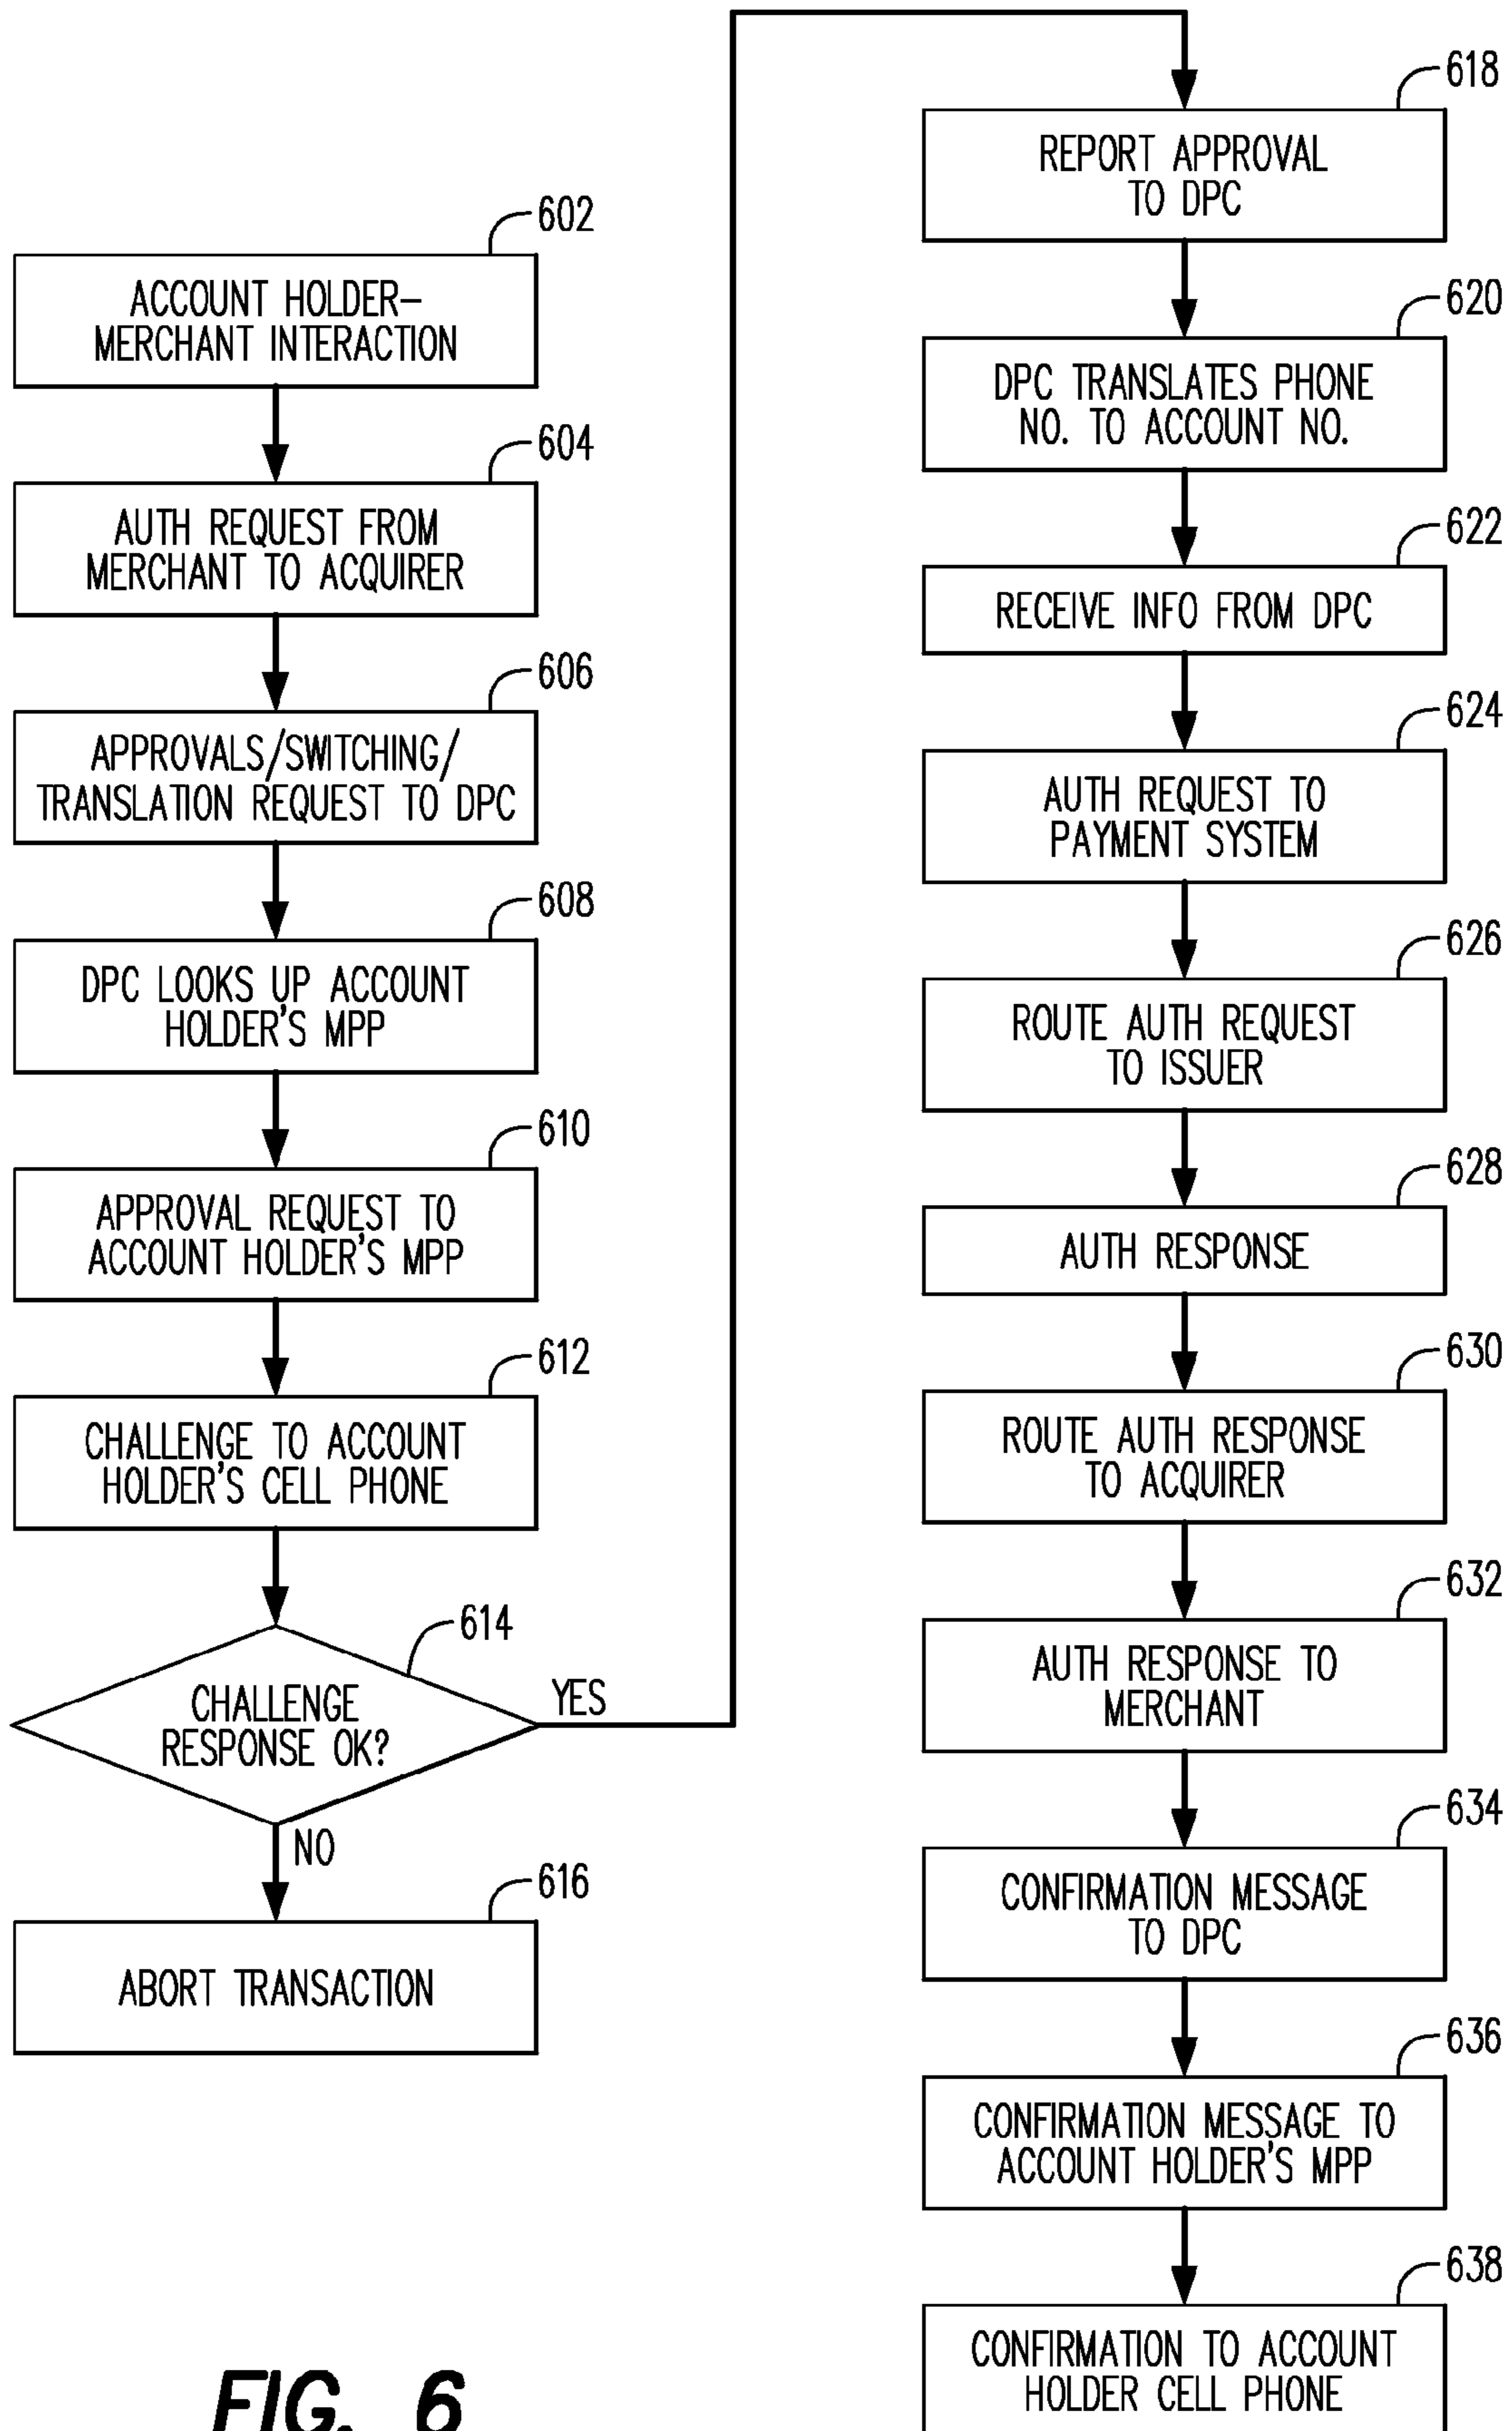 602
ACCOUNT HOLDER–
MERCHANT INTERACTION
604
AUTH REQUEST FROM
MERCHANT TO ACQUIRER
606
APPROVALS/SWITCHING/
TRANSLATION REQUEST TO DPC
608
DPC LOOKS UP ACCOUNT
HOLDER'S MPP
610
APPROVAL REQUEST TO
ACCOUNT HOLDER'S MPP
612
CHALLENGE TO ACCOUNT
HOLDER'S CELL PHONE
614
CHALLENGE
RESPONSE OK?
YES
NO
616
ABORT TRANSACTION
618
REPORT APPROVAL
TO DPC
620
DPC TRANSLATES PHONE
NO. TO ACCOUNT NO.
622
RECEIVE INFO FROM DPC
624
AUTH REQUEST TO
PAYMENT SYSTEM
626
ROUTE AUTH REQUEST
TO ISSUER
628
AUTH RESPONSE
630
ROUTE AUTH RESPONSE
TO ACQUIRER
632
AUTH RESPONSE TO
MERCHANT
634
CONFIRMATION MESSAGE
TO DPC
636
CONFIRMATION MESSAGE TO
ACCOUNT HOLDER'S MPP
638
CONFIRMATION TO ACCOUNT
HOLDER CELL PHONE
FIG. 6